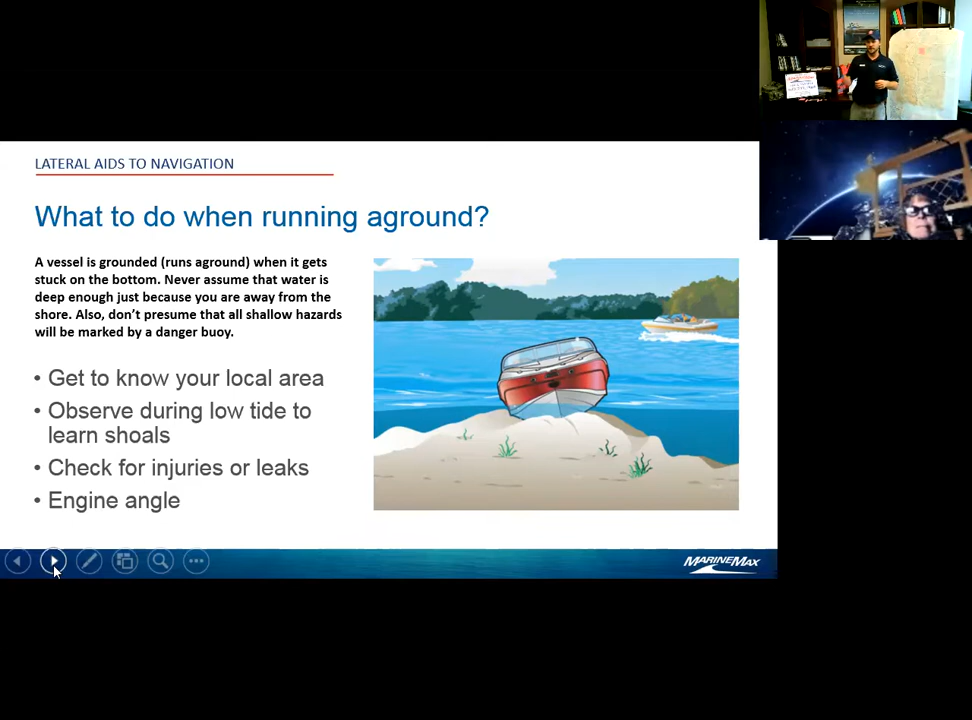 LATERAL AIDS TO NAVIGATION
What to do when running aground?
A vessel is grounded (runs aground) when it gets
stuck on the bottom. Never assume that water is
deep enough just because you are away from the
shore. Also, don't presume that all shallow hazards
will be marked by a danger buoy.
• Get to know your local area
• Observe during low tide to
learn shoals
• Check for injuries or leaks
• Engine angle
MARINEMAX